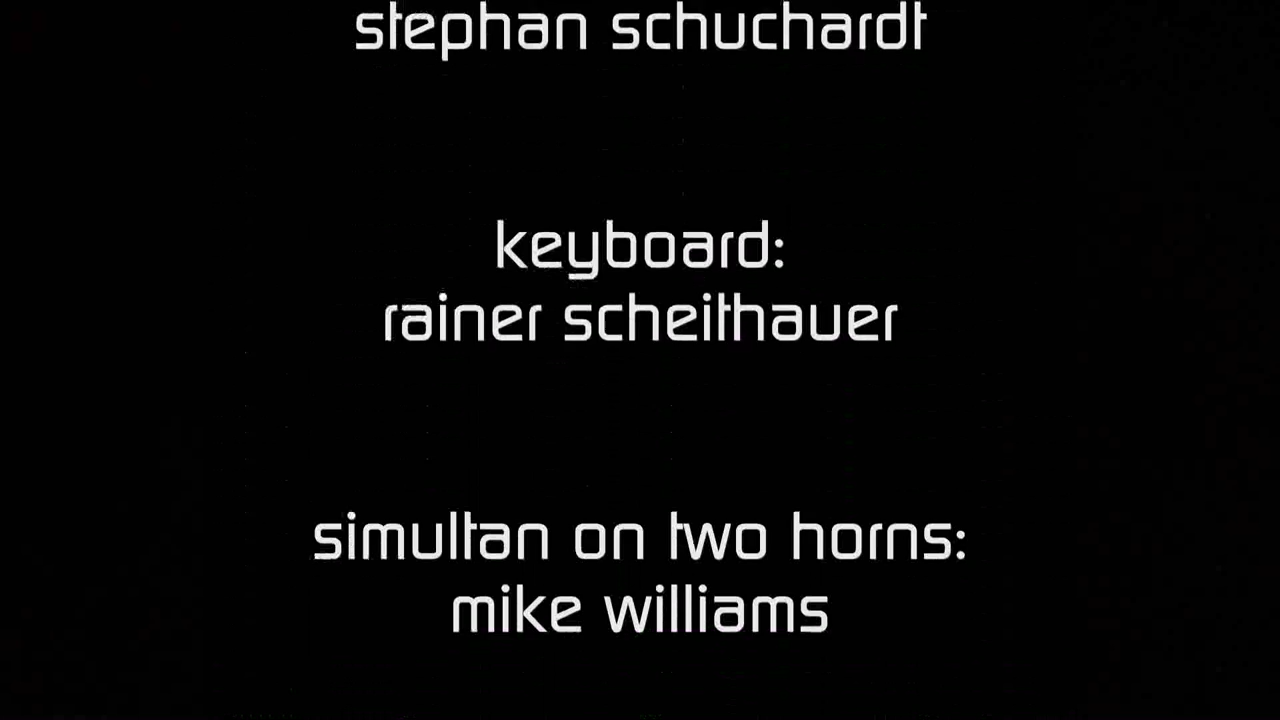 stephan schuchardt
keyboard:
rainer scheithauer
simultan on two horns:
mike williams